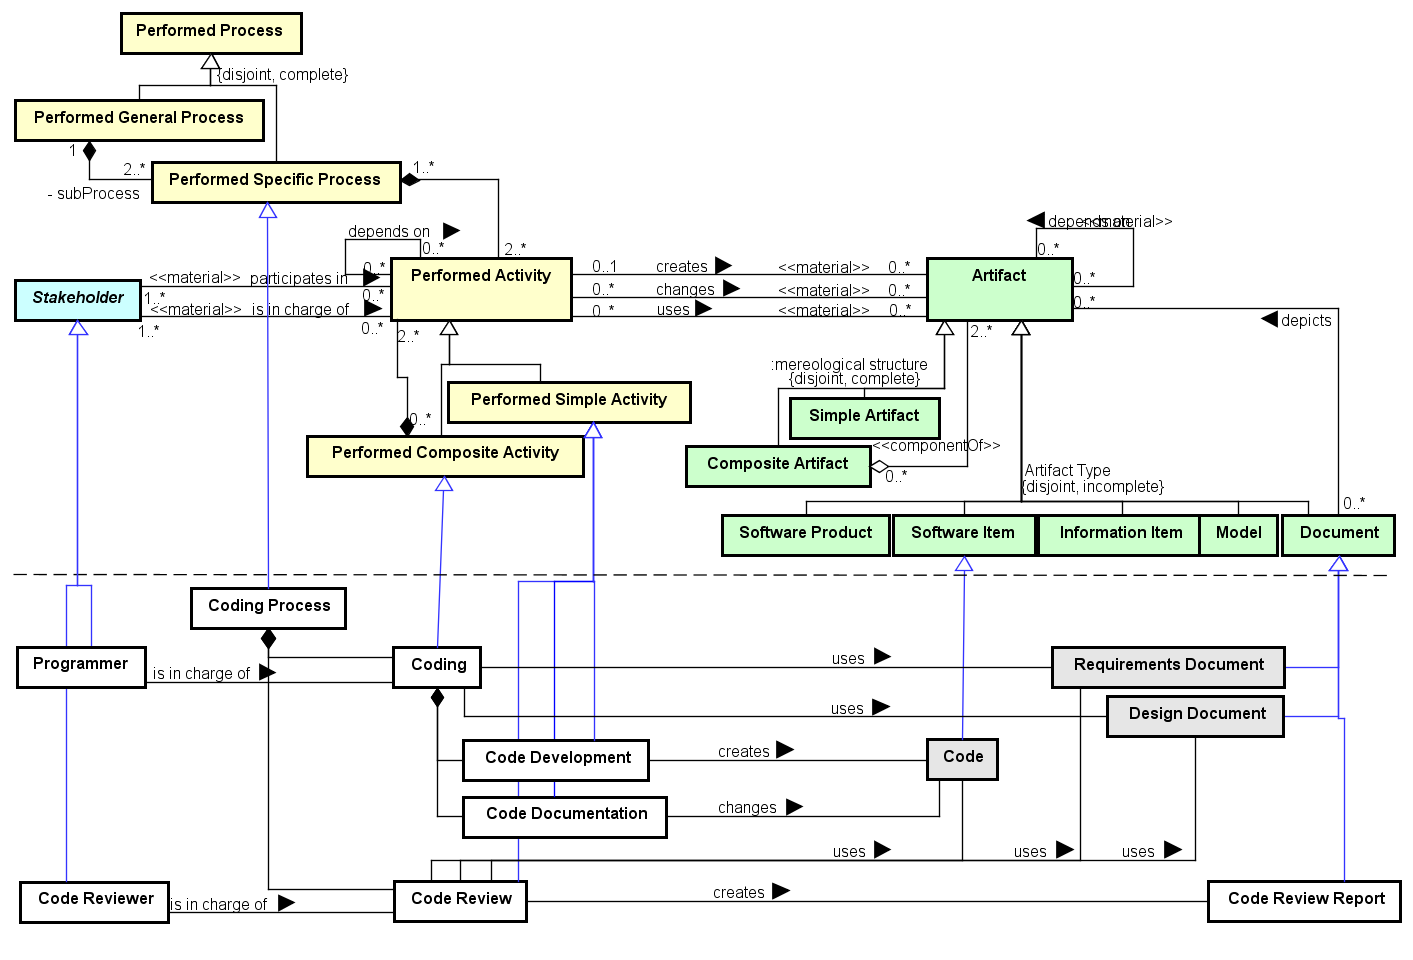 Performed Process
{disjoint, complete}
Performed General Process
1
2..*
- subProcess
Performed Specific Process
1..*
2..*
depends on
0..*
0..*
depends on
<<material>>
0..*
0..*
Stakeholder
<<material>>
participates in
1..*
0..*
<<material>>
is in charge of
1..*
0..*
Performed Activity
0..1
creates
<<material>>
0..*
0..*
changes
<<material>>
0..*
0..*
uses
<<material>>
0..*
Artifact
0..*
depicts
2..*
0..*
2..*
:mereological structure
{disjoint, complete}
Performed Simple Activity
Performed Composite Activity
Simple Artifact
Composite Artifact
<<componentOf>>
0..*
Artifact Type
{disjoint, incomplete}
0..*
Software Product
Software Item
Information Item
Model
Document
Coding Process
Programmer
is in charge of
Coding
uses
Requirements Document
uses
Design Document
Code Development
creates
Code
Code Documentation
changes
uses
uses
uses
Code Reviewer
is in charge of
Code Review
creates
Code Review Report